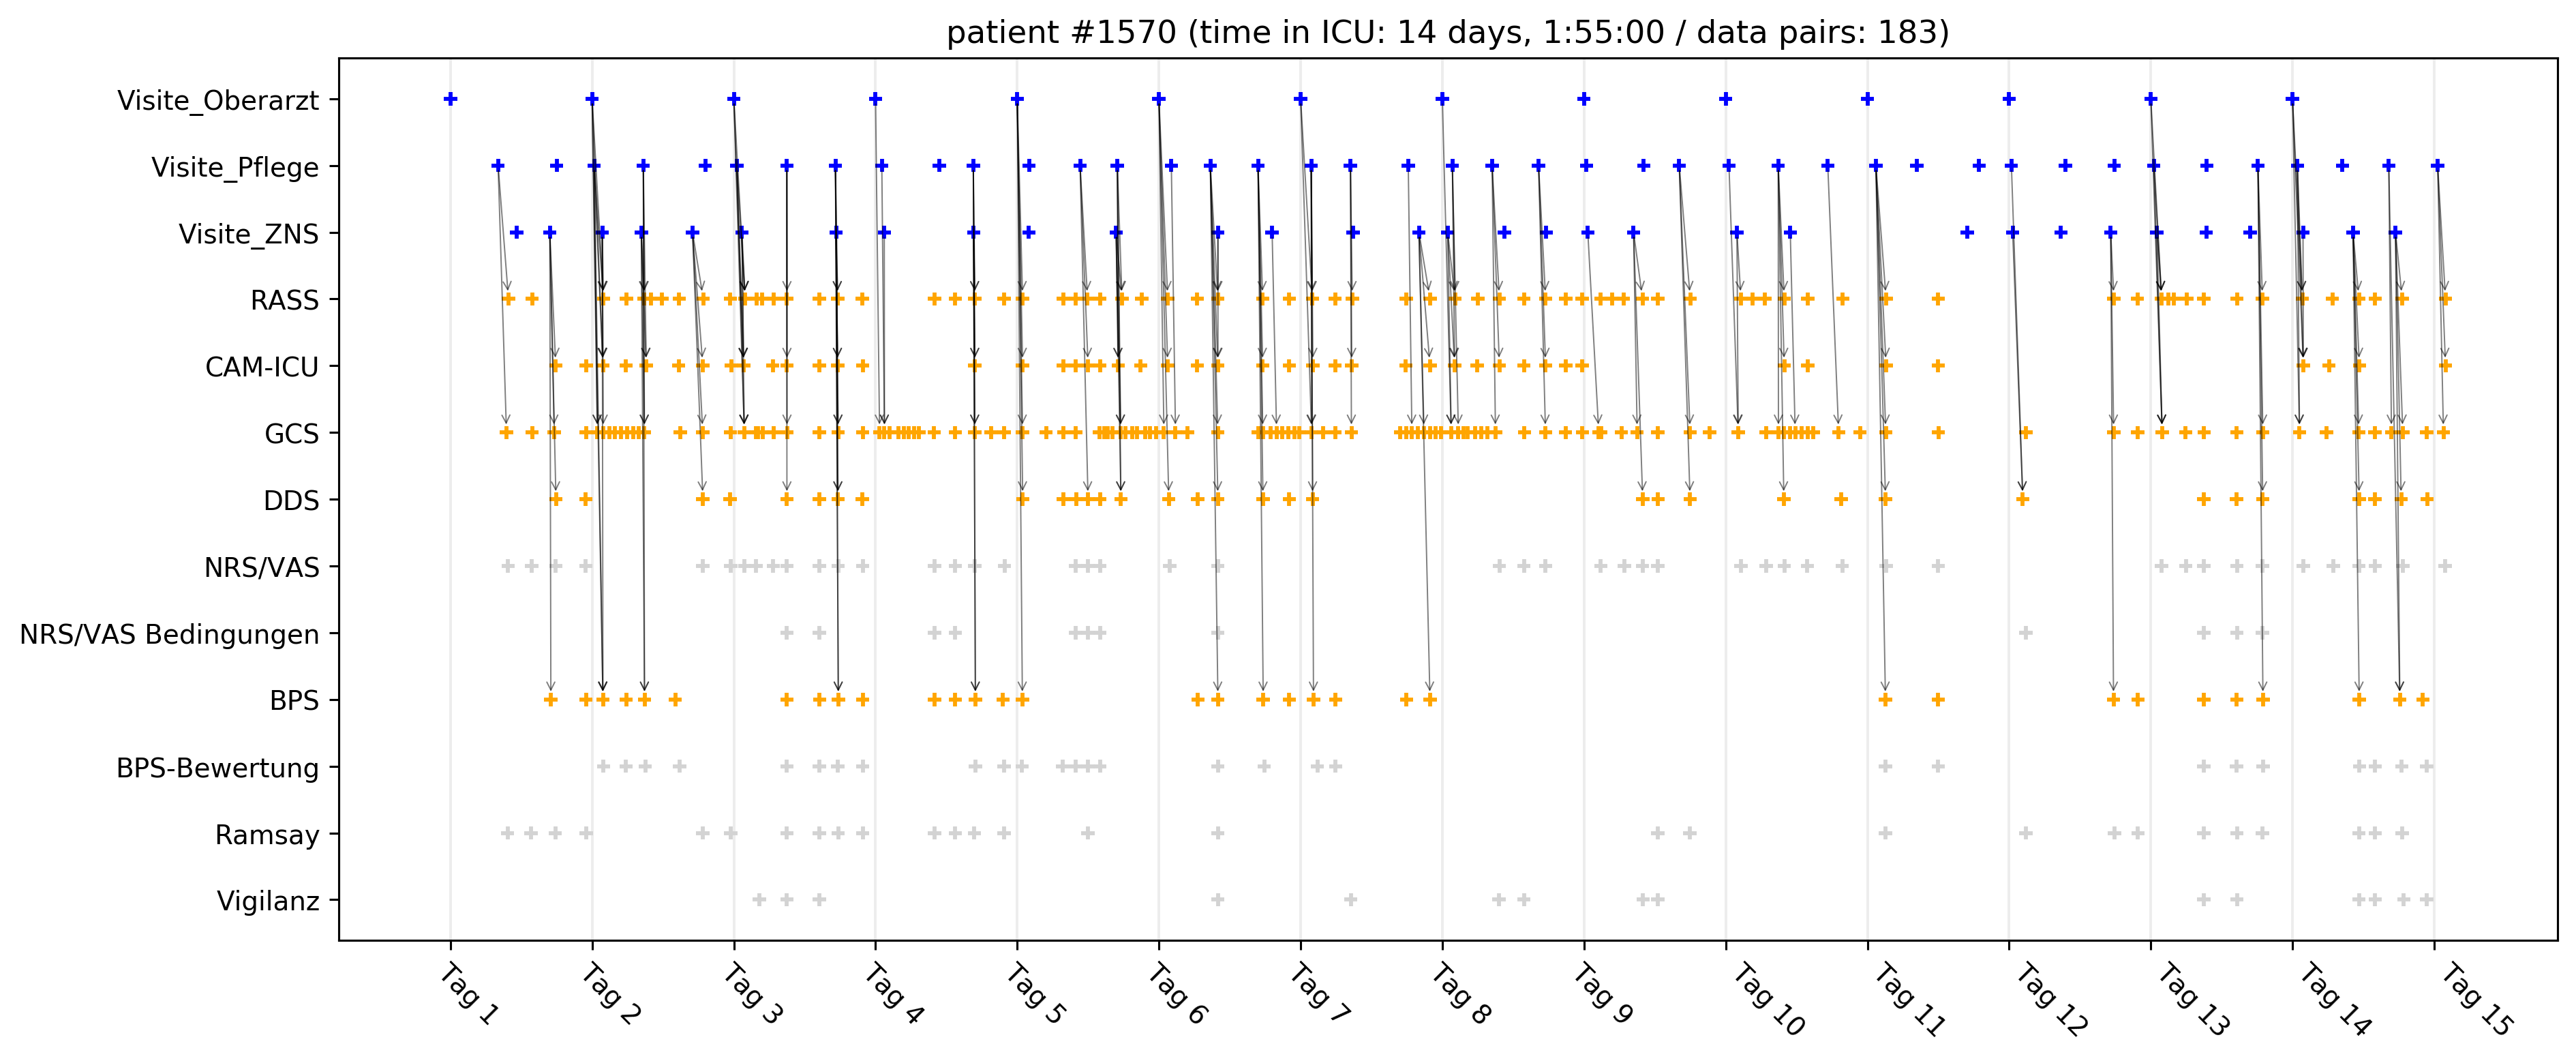 patient #1570 (time in ICU: 14 days, 1:55:00 / data pairs: 183)
Visite_Oberarzt
Visite_Pflege
Visite_ZNS
RASS
CAM-ICU
GCS
DDS
NRS/VAS
NRS/VAS Bedingungen
BPS
BPS-Bewertung
Ramsay
Vigilanz
Tag 1
Tag 2
Tag 3
Tag 4
Tag 5
Tag 6
Tag 7
Tag 8
Tag 9
Tag 10
Tag 11
Tag 12
Tag 13
Tag 14
Tag 15